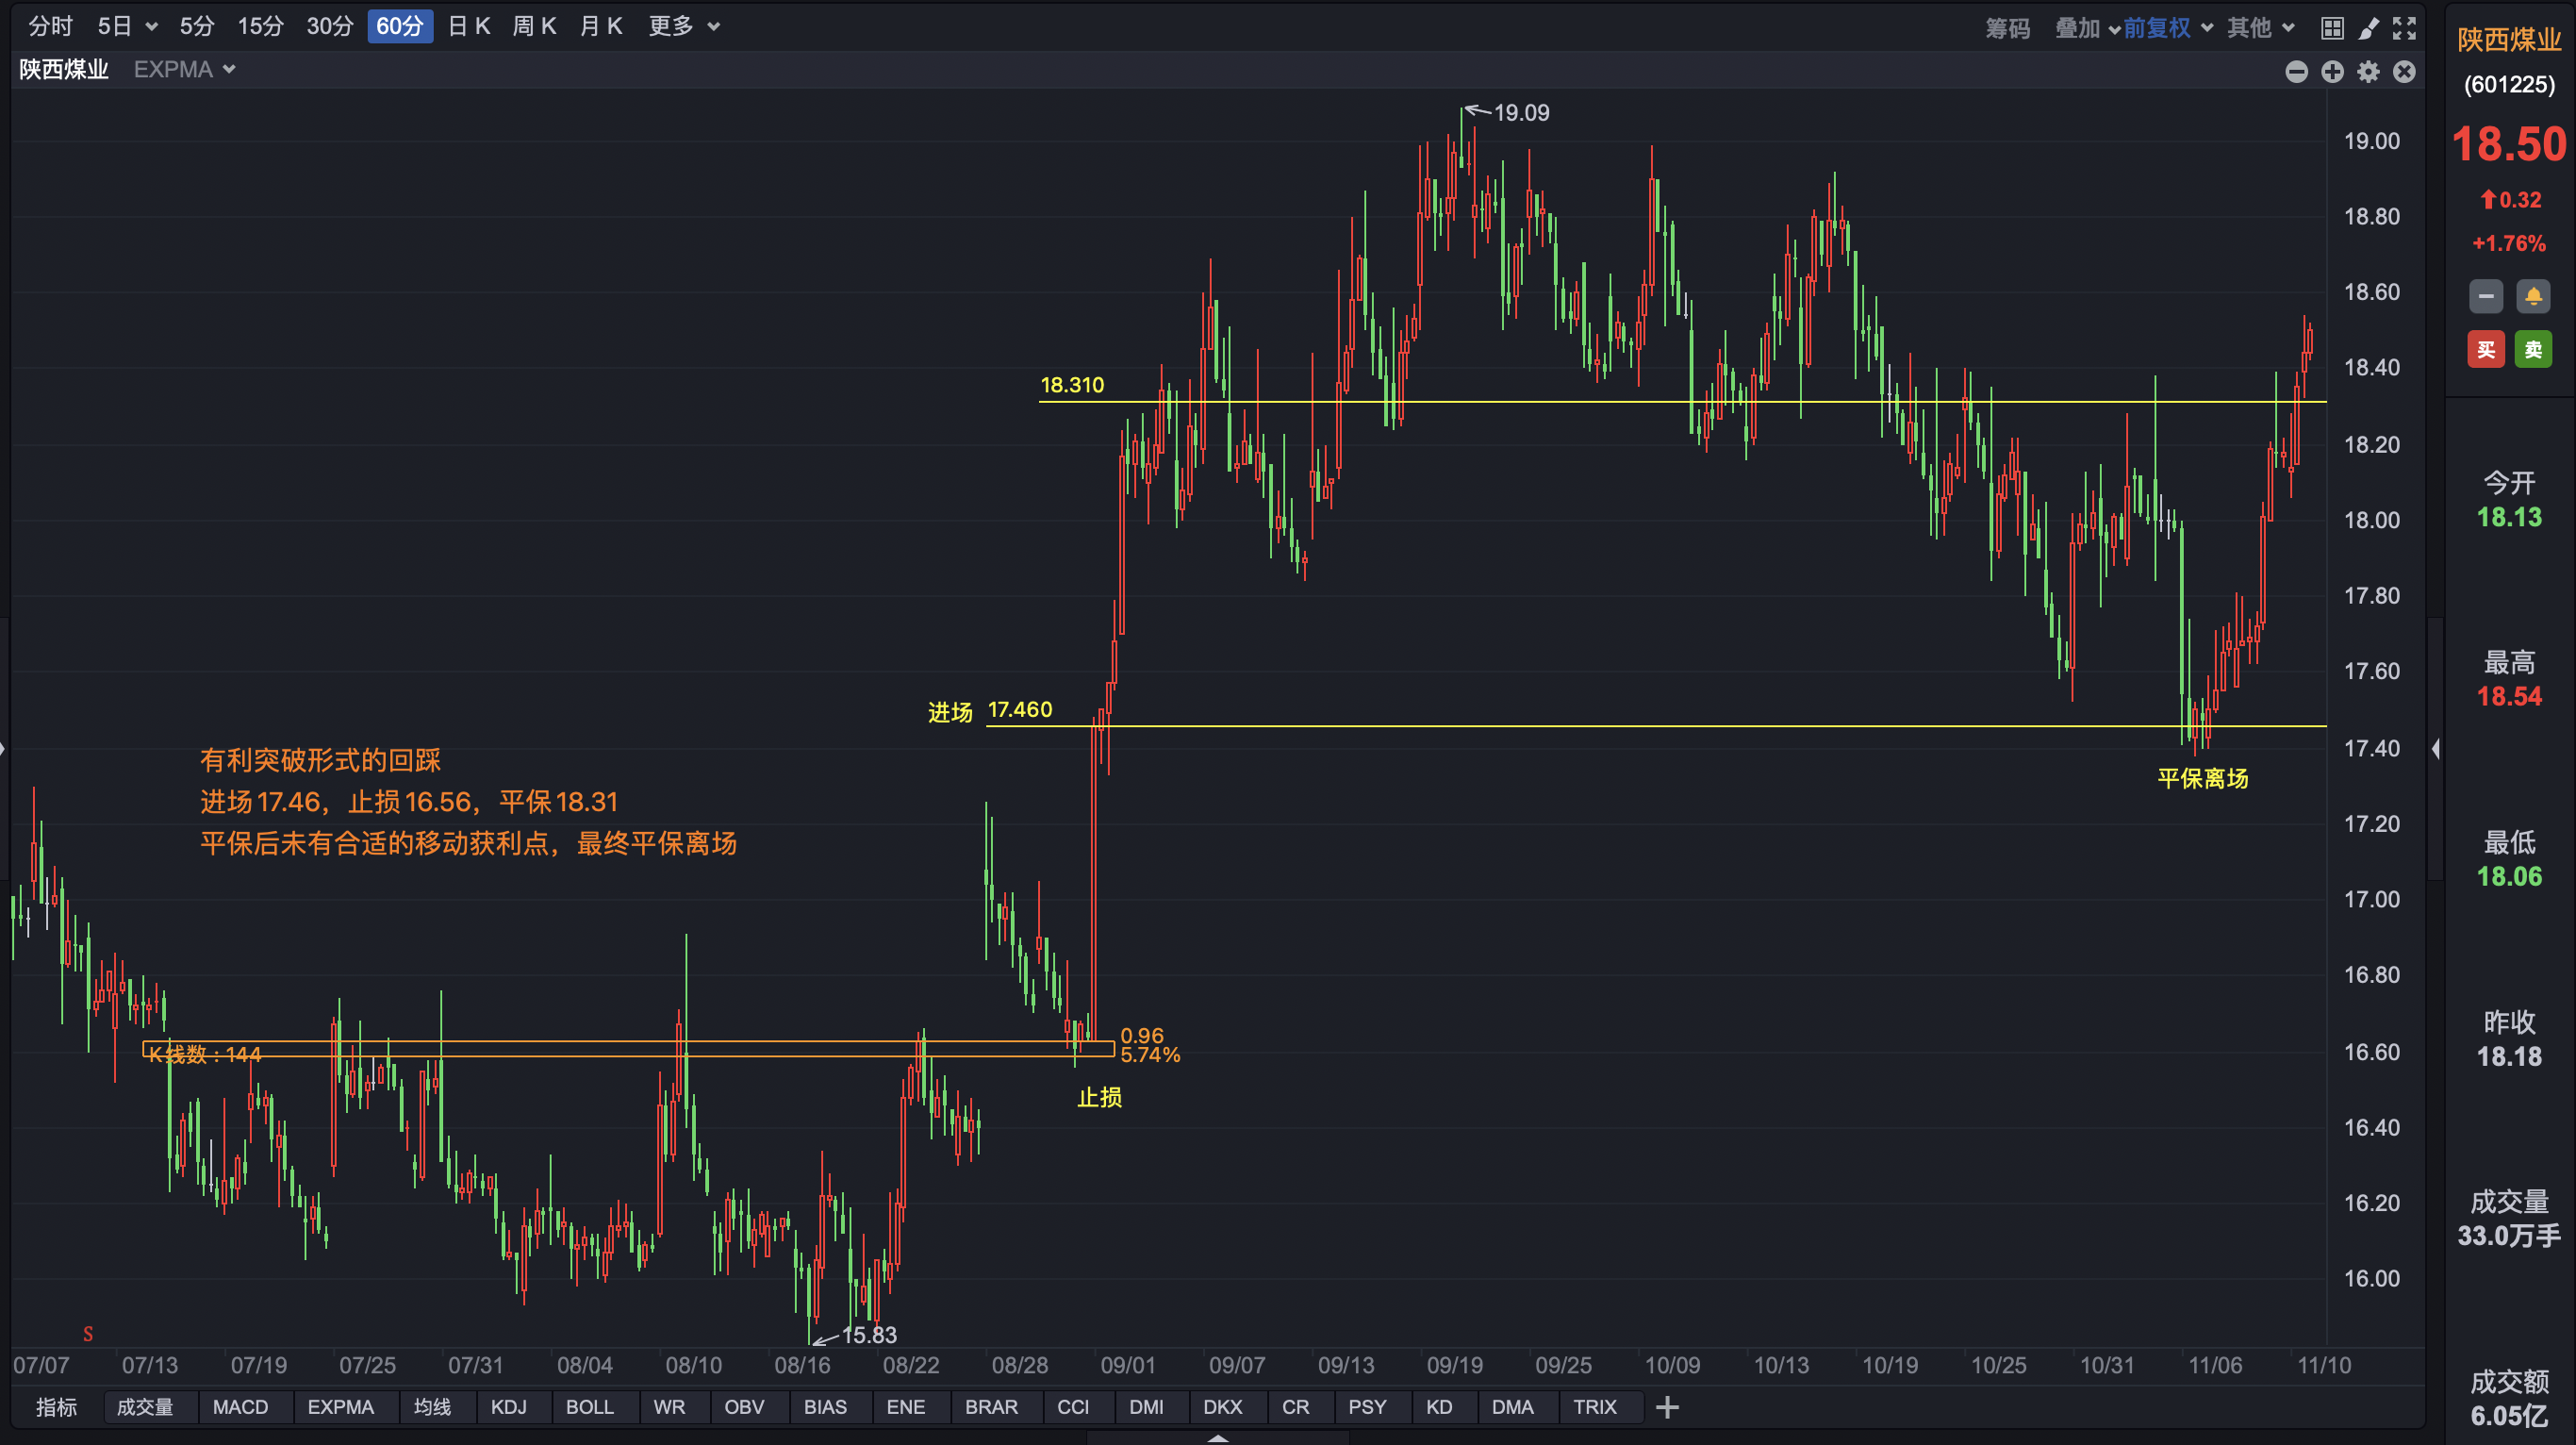 分时 5日 5分 15分 30分 60分 日K 周K 月K 更多 筹码 叠加 前复权 其他
陕西煤业 EXPMA
19.09
19.00
18.80
18.60
18.40
18.310
18.20
18.00
17.80
17.60
进场 17.460
17.40
平保离场
有利突破形式的回踩
进场17.46，止损16.56，平保18.31
平保后未有合适的移动获利点，最终平保离场
17.20
17.00
16.80
K线数：144
0.96
5.74%
16.60
止损
16.40
16.20
16.00
15.83
S
07/07 07/13 07/19 07/25 07/31 08/04 08/10 08/16 08/22 08/28 09/01 09/07 09/13 09/19 09/25 10/09 10/13 10/19 10/25 10/31 11/06 11/10
指标 成交量 MACD EXPMA 均线 KDJ BOLL WR OBV BIAS ENE BRAR CCI DMI DKX CR PSY KD DMA TRIX
陕西煤业
(601225)
18.50
0.32
+1.76%
买 卖
今开
18.13
最高
18.54
最低
18.06
昨收
18.18
成交量
33.0万手
成交额
6.05亿